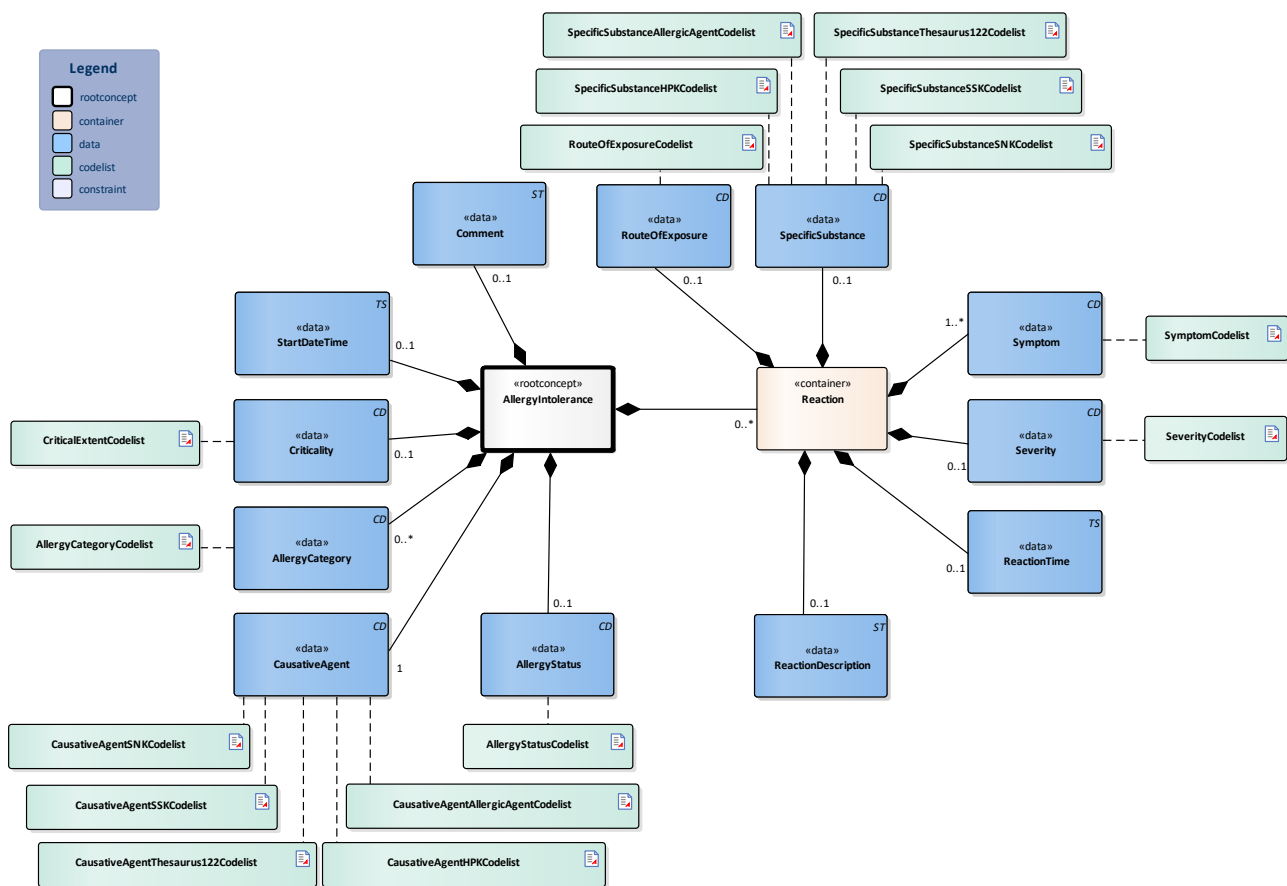 Legend
rootconcept
container
data
codelist
constraint
SpecificSubstanceAllergicAgentCodelist
SpecificSubstanceThesaurus122Codelist
SpecificSubstanceHPKCodelist
SpecificSubstanceSSKCodelist
RouteOfExposureCodelist
SpecificSubstanceSNKCodelist
ST
«data»
Comment
0..1
CD
«data»
RouteOfExposure
0..1
CD
«data»
SpecificSubstance
0..1
TS
«data»
StartDateTime
0..1
CD
«data»
Symptom
1..*
SymptomCodelist
«rootconcept»
AllergyIntolerance
«container»
Reaction
0..*
CriticalExtentCodelist
CD
«data»
Criticality
0..1
CD
«data»
Severity
0..1
SeverityCodelist
AllergyCategoryCodelist
CD
«data»
AllergyCategory
0..*
TS
«data»
ReactionTime
0..1
CD
«data»
CausativeAgent
1
0..1
CD
«data»
AllergyStatus
0..1
ST
«data»
ReactionDescription
CausativeAgentSNKCodelist
AllergyStatusCodelist
CausativeAgentSSKCodelist
CausativeAgentAllergicAgentCodelist
CausativeAgentThesaurus122Codelist
CausativeAgentHPKCodelist